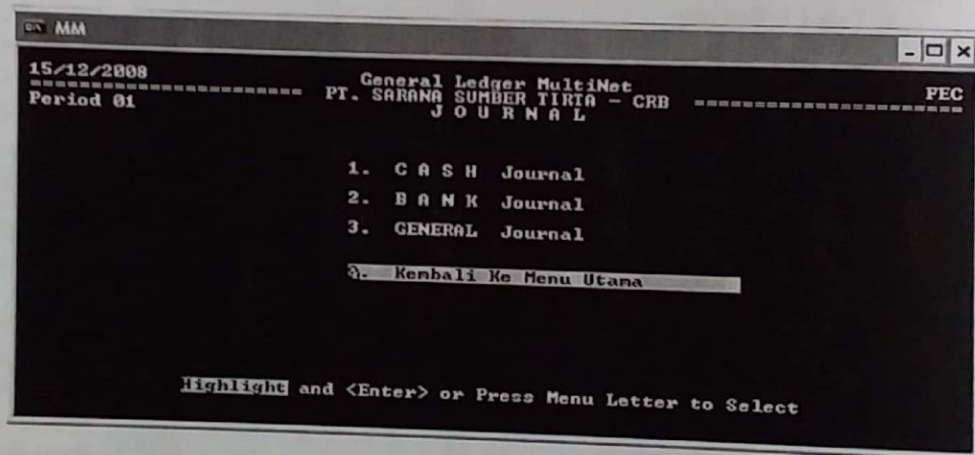 MM
15/12/2008 General Ledger MultiNet PEC
Period 01 PT. SARANA SUMBER TIRTA - CRB
J O U R N A L
1. C A S H Journal
2. B A N K Journal
3. GENERAL Journal
Kembali Ke Menu Utama
Highlight and <Enter> or Press Menu Letter to Select